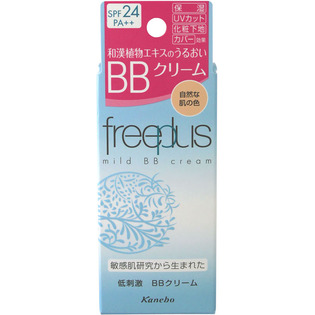 SPF24
PA++
保湿
UVカット
化粧下地
カバー効果
和漢植物エキスのうるおい
BBクリーム
自然な
肌の色
freeplus
mild BB cream
敏感肌研究から生まれた
低刺激 BBクリーム
Kanebo